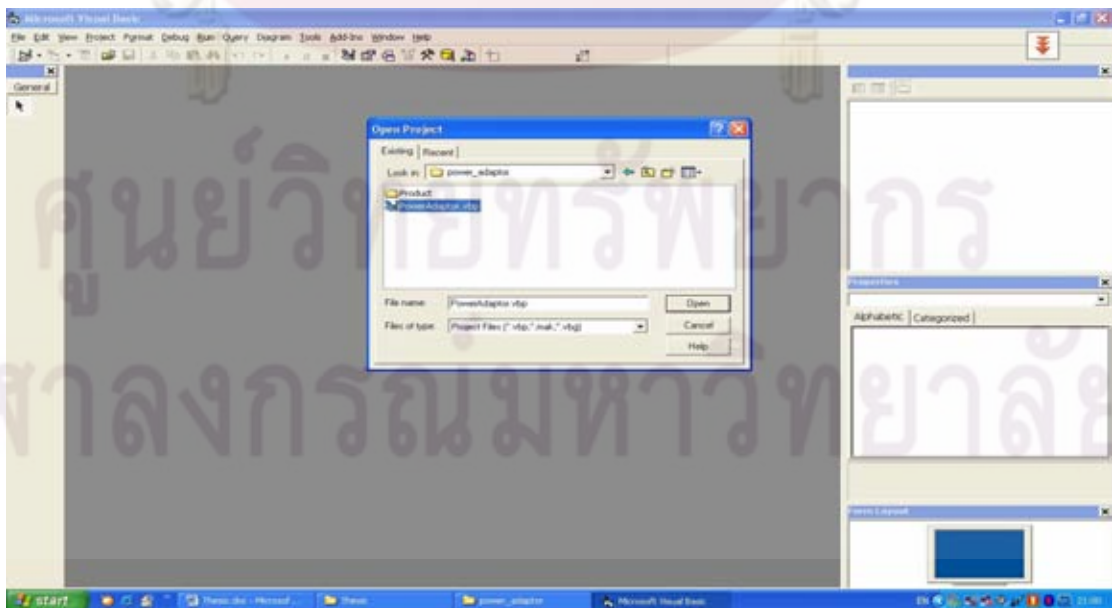 Microsoft Visual Basic
File Edit View Project Format Debug Run Query Diagram Tools Add-Ins Window Help
General
Open Project
Existing
Recent
Look in:
power_adaptor
Product
PowerAdaptor.vbp
File name:
PowerAdaptor.vbp
Open
Files of type:
Project Files (*.vbp;*.mak;*.vbg)
Cancel
Help
Properties
Alphabetic
Categorized
Form Layout
ศูนย์วิทยทรัพยากร
ฬาลงกรณ์มหาวิทยาลัย
start
Thesis.doc - Microsof...
Thesis
power_adaptor
Microsoft Visual Basic
EN
21:00